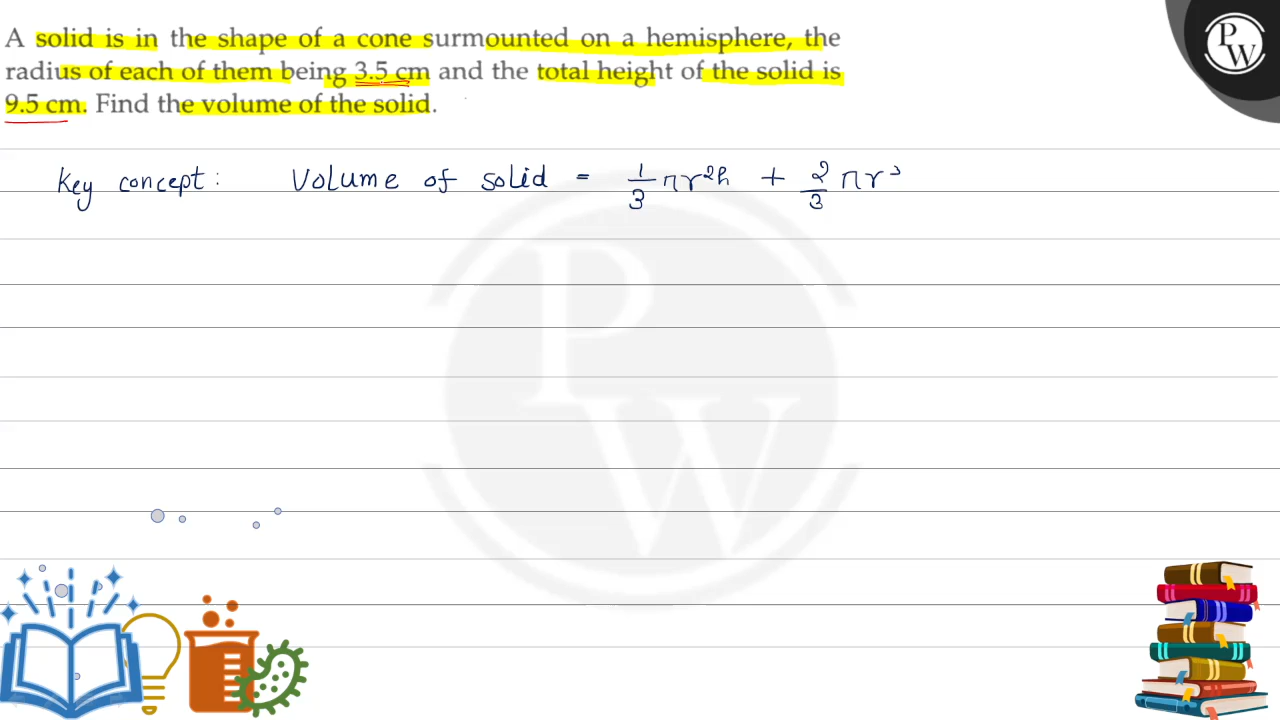 A solid is in the shape of a cone surmounted on a hemisphere, the
radius of each of them being 3.5 cm and the total height of the solid is
9.5 cm. Find the volume of the solid.
Key concept: Volume of solid = 1/3 πr²h + 2/3 πr³
PW
PW